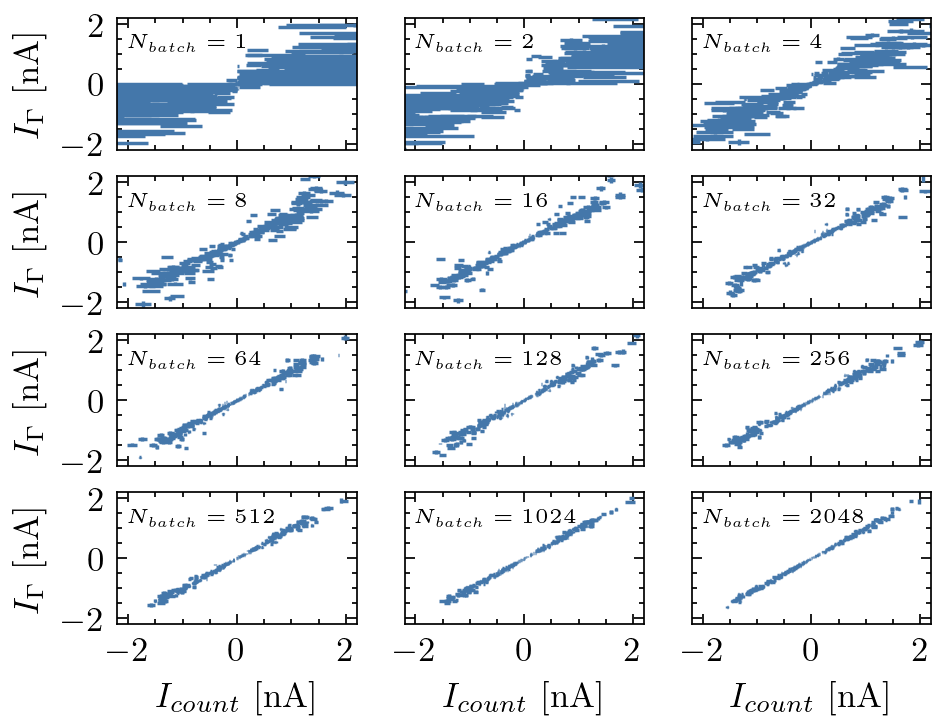 I_Γ [nA]
2
0
−2
N_batch = 1
N_batch = 2
N_batch = 4
I_Γ [nA]
2
0
−2
N_batch = 8
N_batch = 16
N_batch = 32
I_Γ [nA]
2
0
−2
N_batch = 64
N_batch = 128
N_batch = 256
I_Γ [nA]
2
0
−2
N_batch = 512
N_batch = 1024
N_batch = 2048
−2 0 2
−2 0 2
−2 0 2
I_count [nA]
I_count [nA]
I_count [nA]